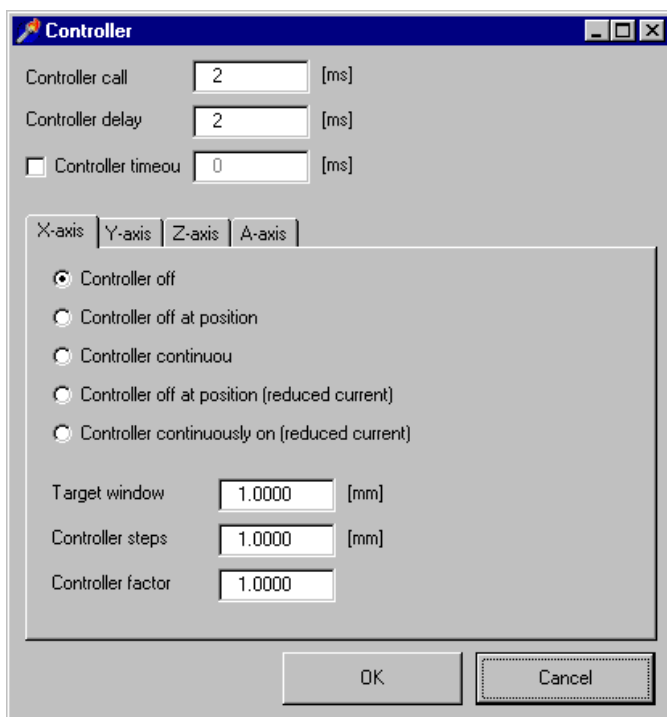 Controller
Controller call 2 [ms]
Controller delay 2 [ms]
Controller timeou 0 [ms]
X-axis Y-axis Z-axis A-axis
Controller off
Controller off at position
Controller continuou
Controller off at position (reduced current)
Controller continuously on (reduced current)
Target window 1.0000 [mm]
Controller steps 1.0000 [mm]
Controller factor 1.0000
OK Cancel